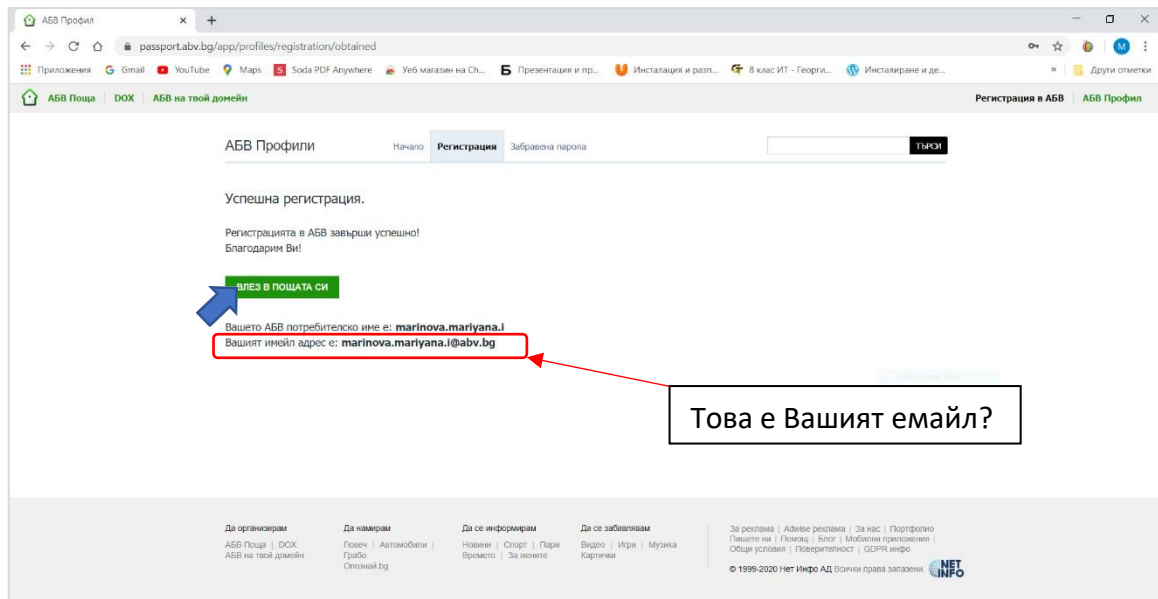 АБВ Профил
passport.abv.bg/app/profiles/registration/obtained
M
Приложения Gmail YouTube Maps Soda PDF Anywhere Уеб магазин на Ch... Презентация и пр... Инсталация и разп... 8 клас ИТ - Георги... Инсталиране и де... » Други отметки
АБВ Поща DOX АБВ на твой домейн Регистрация в АБВ АБВ Профил
АБВ Профили Начало Регистрация Забравена парола ТЪРСИ
Успешна регистрация.
Регистрацията в АБВ завърши успешно!
Благодарим Ви!
ВЛЕЗ В ПОЩАТА СИ
Вашето АБВ потребителско име е: marinova.mariyana.i
Вашият имейл адрес е: marinova.mariyana.i@abv.bg
Това е Вашият емайл?
Да организирам Да намирам Да се информирам Да се забавлявам
АБВ Поща | DOX
АБВ на твой домейн
Повеч | Автомобили |
Грабо
Опознай.bg
Новини | Спорт | Пари
Времето | За жените
Видео | Игри | Музика
Картички
За реклама | Adwise реклама | За нас | Портфолио
Пишете ни | Помощ | Блог | Мобилни приложения |
Общи условия | Поверителност | GDPR инфо
© 1999-2020 Нет Инфо АД Всички права запазени.
NET
INFO